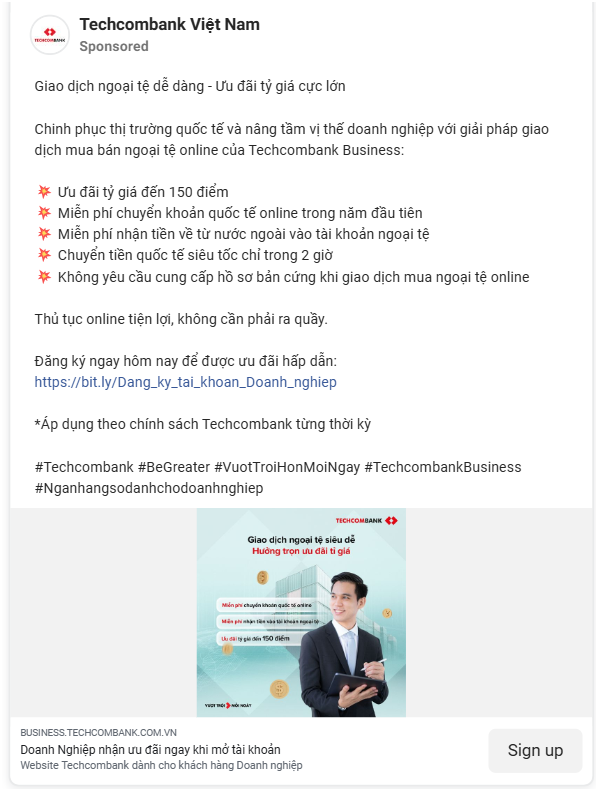 Techcombank Việt Nam
Sponsored
Giao dịch ngoại tệ dễ dàng - Ưu đãi tỷ giá cực lớn
Chinh phục thị trường quốc tế và nâng tầm vị thế doanh nghiệp với giải pháp giao
dịch mua bán ngoại tệ online của Techcombank Business:
💥 Ưu đãi tỷ giá đến 150 điểm
💥 Miễn phí chuyển khoản quốc tế online trong năm đầu tiên
💥 Miễn phí nhận tiền về từ nước ngoài vào tài khoản ngoại tệ
💥 Chuyển tiền quốc tế siêu tốc chỉ trong 2 giờ
💥 Không yêu cầu cung cấp hồ sơ bản cứng khi giao dịch mua ngoại tệ online
Thủ tục online tiện lợi, không cần phải ra quầy.
Đăng ký ngay hôm nay để được ưu đãi hấp dẫn:
https://bit.ly/Dang_ky_tai_khoan_Doanh_nghiep
*Áp dụng theo chính sách Techcombank từng thời kỳ
#Techcombank #BeGreater #VuotTroiHonMoiNgay #TechcombankBusiness
#Nganhangsodanhchodoanhnghiep
TECHCOMBANK
Giao dịch ngoại tệ siêu dễ
Hưởng trọn ưu đãi tỉ giá
Miễn phí chuyển khoản quốc tế online
Miễn phí nhận tiền vào tài khoản ngoại tệ
Ưu đãi tỷ giá đến 150 điểm
VƯỢT TRỘI HƠN MỖI NGÀY
BUSINESS.TECHCOMBANK.COM.VN
Doanh Nghiệp nhận ưu đãi ngay khi mở tài khoản
Website Techcombank dành cho khách hàng Doanh nghiệp
Sign up